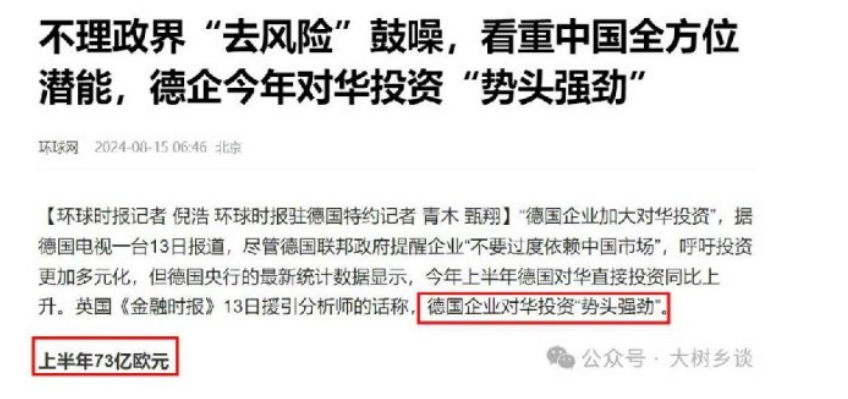 不理政界“去风险”鼓噪，看重中国全方位
潜能，德企今年对华投资“势头强劲”
环球网 2024-08-15 06:46 北京
【环球时报记者 倪浩 环球时报驻德国特约记者 青木 甄翔】“德国企业加大对华投资”，据
德国电视一台13日报道，尽管德国联邦政府提醒企业“不要过度依赖中国市场”，呼吁投资
更加多元化，但德国央行的最新统计数据显示，今年上半年德国对华直接投资同比上
升。英国《金融时报》13日援引分析师的话称，德国企业对华投资“势头强劲”。
上半年73亿欧元
公众号 · 大树乡谈